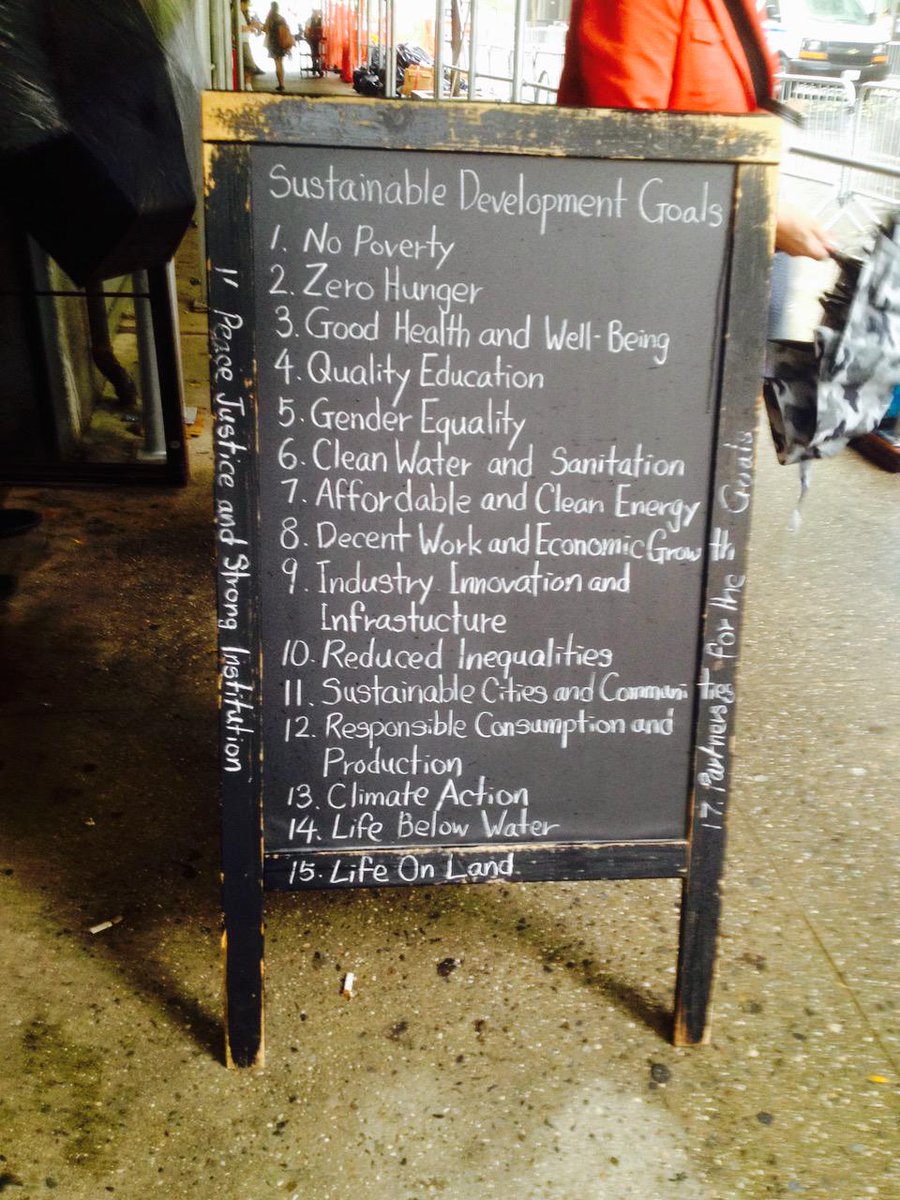 Sustainable Development Goals
1. No Poverty
2. Zero Hunger
3. Good Health and Well-Being
4. Quality Education
5. Gender Equality
6. Clean Water and Sanitation
7. Affordable and Clean Energy
8. Decent Work and Economic Growth
9. Industry Innovation and
Infrastucture
10. Reduced Inequalities
11. Sustainable Cities and Communities
12. Responsible Consumption and
Production
13. Climate Action
14. Life Below Water
15. Life On Land
Peace Justice and Strong Institution
17. Partners for the Goals